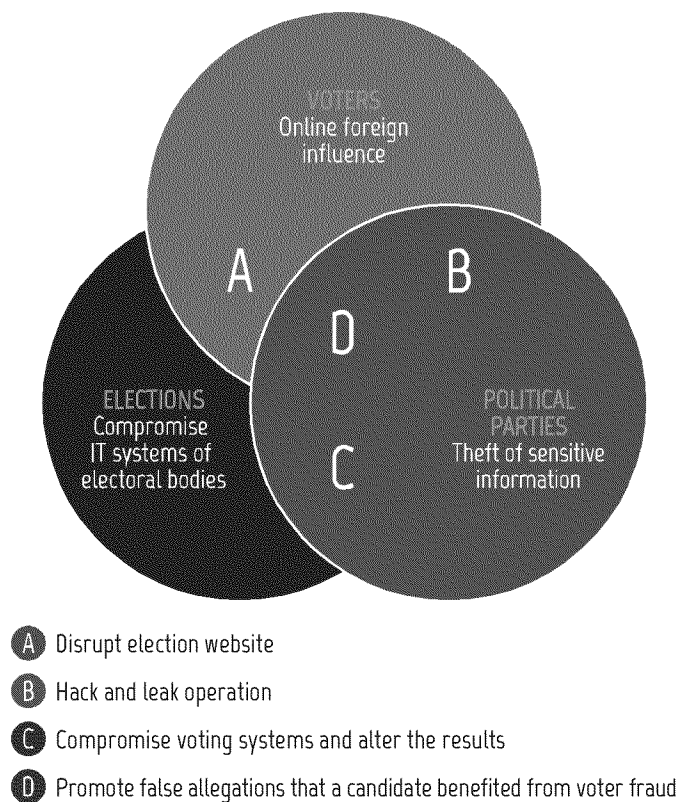 VOTERS
Online foreign
influence
A
B
D
ELECTIONS
Compromise
IT systems of
electoral bodies
POLITICAL
PARTIES
Theft of sensitive
information
C
A Disrupt election website
B Hack and leak operation
C Compromise voting systems and alter the results
D Promote false allegations that a candidate benefited from voter fraud